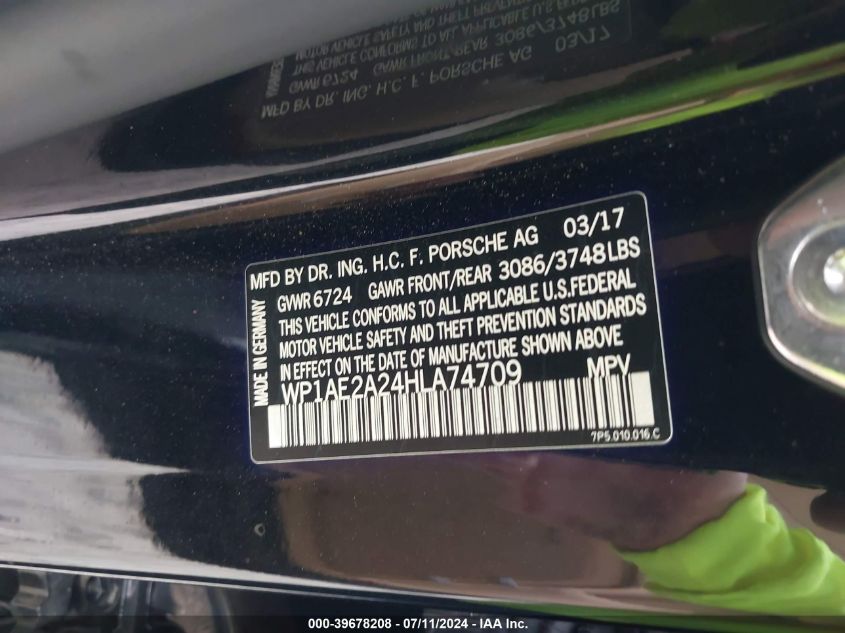 MFD BY DR. ING. H.C. F. PORSCHE AG 03/17
GVWR 6724 GAWR FRONT/REAR 3086/3748LBS
THIS VEHICLE CONFORMS TO ALL APPLICABLE U.S.FEDERAL
MOTOR VEHICLE SAFETY AND THEFT PREVENTION STANDARDS
IN EFFECT ON THE DATE OF MANUFACTURE SHOWN ABOVE
WP1AE2A24HLA74709 MPV
7P5.010.016.C
MADE IN GERMANY
000-39678208 - 07/11/2024 - IAA Inc.